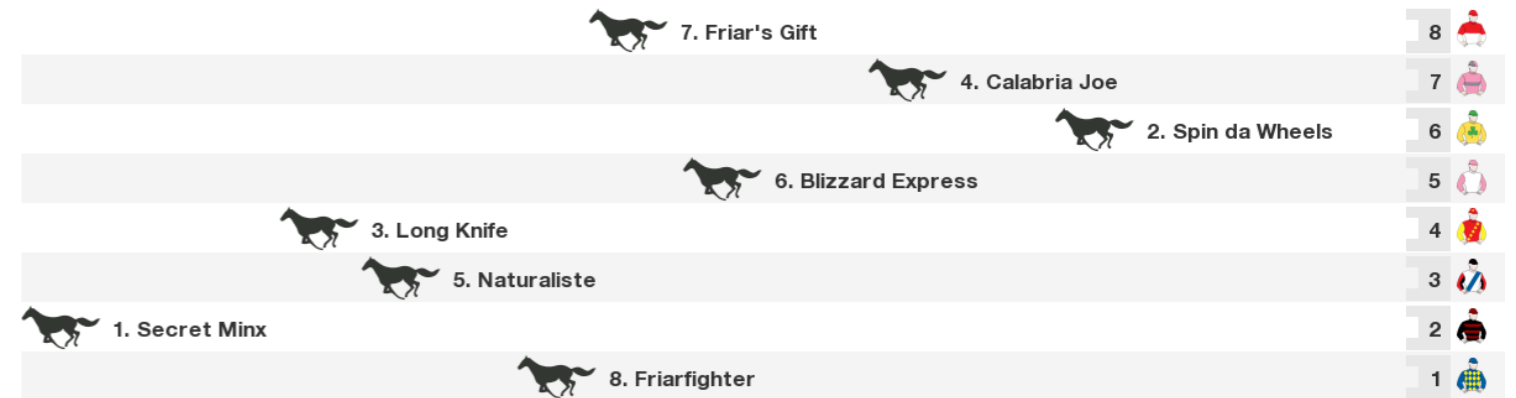 7. Friar's Gift 8
4. Calabria Joe 7
2. Spin da Wheels 6
6. Blizzard Express 5
3. Long Knife 4
5. Naturaliste 3
1. Secret Minx 2
8. Friarfighter 1